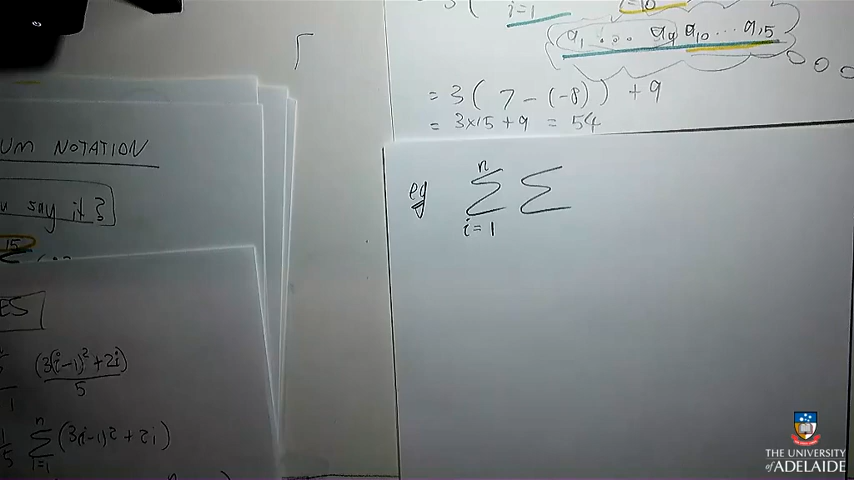 UM NOTATION
u say it?
15
ES
(3(i-1)² + 2i)
5
1
1/5 n Σ i=1 (3(i-1)² + 2i)
i=1 i=10
a₁ ... a₉ a₁₀ ... a₁₅
= 3( 7 - (-8) ) + 9
= 3×15 + 9 = 54
eg n Σ i=1 Σ
THE UNIVERSITY
of ADELAIDE